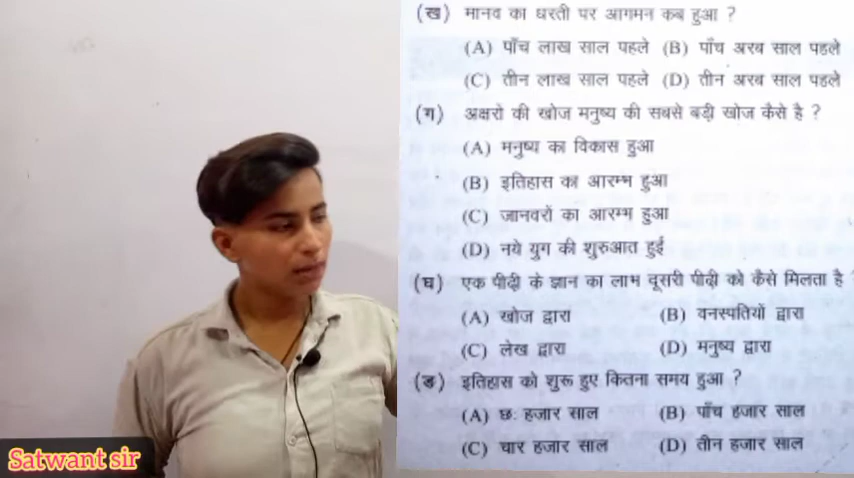 (ख) मानव का धरती पर आगमन कब हुआ ?
(A) पाँच लाख साल पहले (B) पाँच अरब साल पहले
(C) तीन लाख साल पहले (D) तीन अरब साल पहले
(ग) अक्षरो की खोज मनुष्य की सबसे बड़ी खोज कैसे है ?
(A) मनुष्य का विकास हुआ
(B) इतिहास का आरम्भ हुआ
(C) जानवरों का आरम्भ हुआ
(D) नये युग की शुरुआत हुई
(घ) एक पीढ़ी के ज्ञान का लाभ दूसरी पीढ़ी को कैसे मिलता है ?
(A) खोज द्वारा (B) वनस्पतियों द्वारा
(C) लेख द्वारा (D) मनुष्य द्वारा
(ङ) इतिहास को शुरू हुए कितना समय हुआ ?
(A) छः हजार साल (B) पाँच हजार साल
(C) चार हजार साल (D) तीन हजार साल
Satwant sir